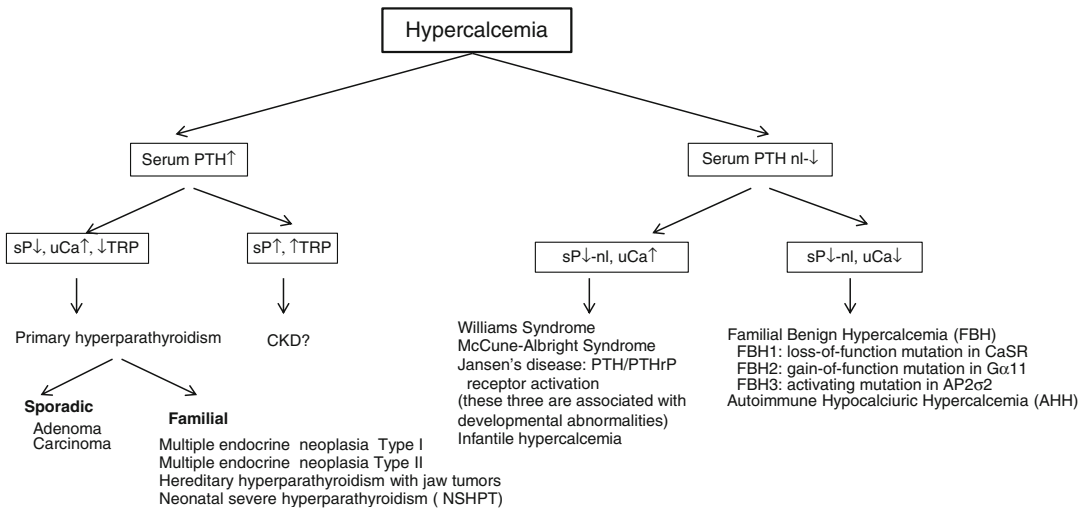 Hypercalcemia
Serum PTH↑
Serum PTH nl-↓
sP↓, uCa↑, ↓TRP
sP↑, ↑TRP
sP↓-nl, uCa↑
sP↓-nl, uCa↓
Primary hyperparathyroidism
CKD?
Sporadic
Adenoma
Carcinoma
Familial
Multiple endocrine neoplasia Type I
Multiple endocrine neoplasia Type II
Hereditary hyperparathyroidism with jaw tumors
Neonatal severe hyperparathyroidism ( NSHPT)
Williams Syndrome
McCune-Albright Syndrome
Jansen's disease: PTH/PTHrP
receptor activation
(these three are associated with
developmental abnormalities)
Infantile hypercalcemia
Familial Benign Hypercalcemia (FBH)
FBH1: loss-of-function mutation in CaSR
FBH2: gain-of-function mutation in Gα11
FBH3: activating mutation in AP2σ2
Autoimmune Hypocalciuric Hypercalcemia (AHH)